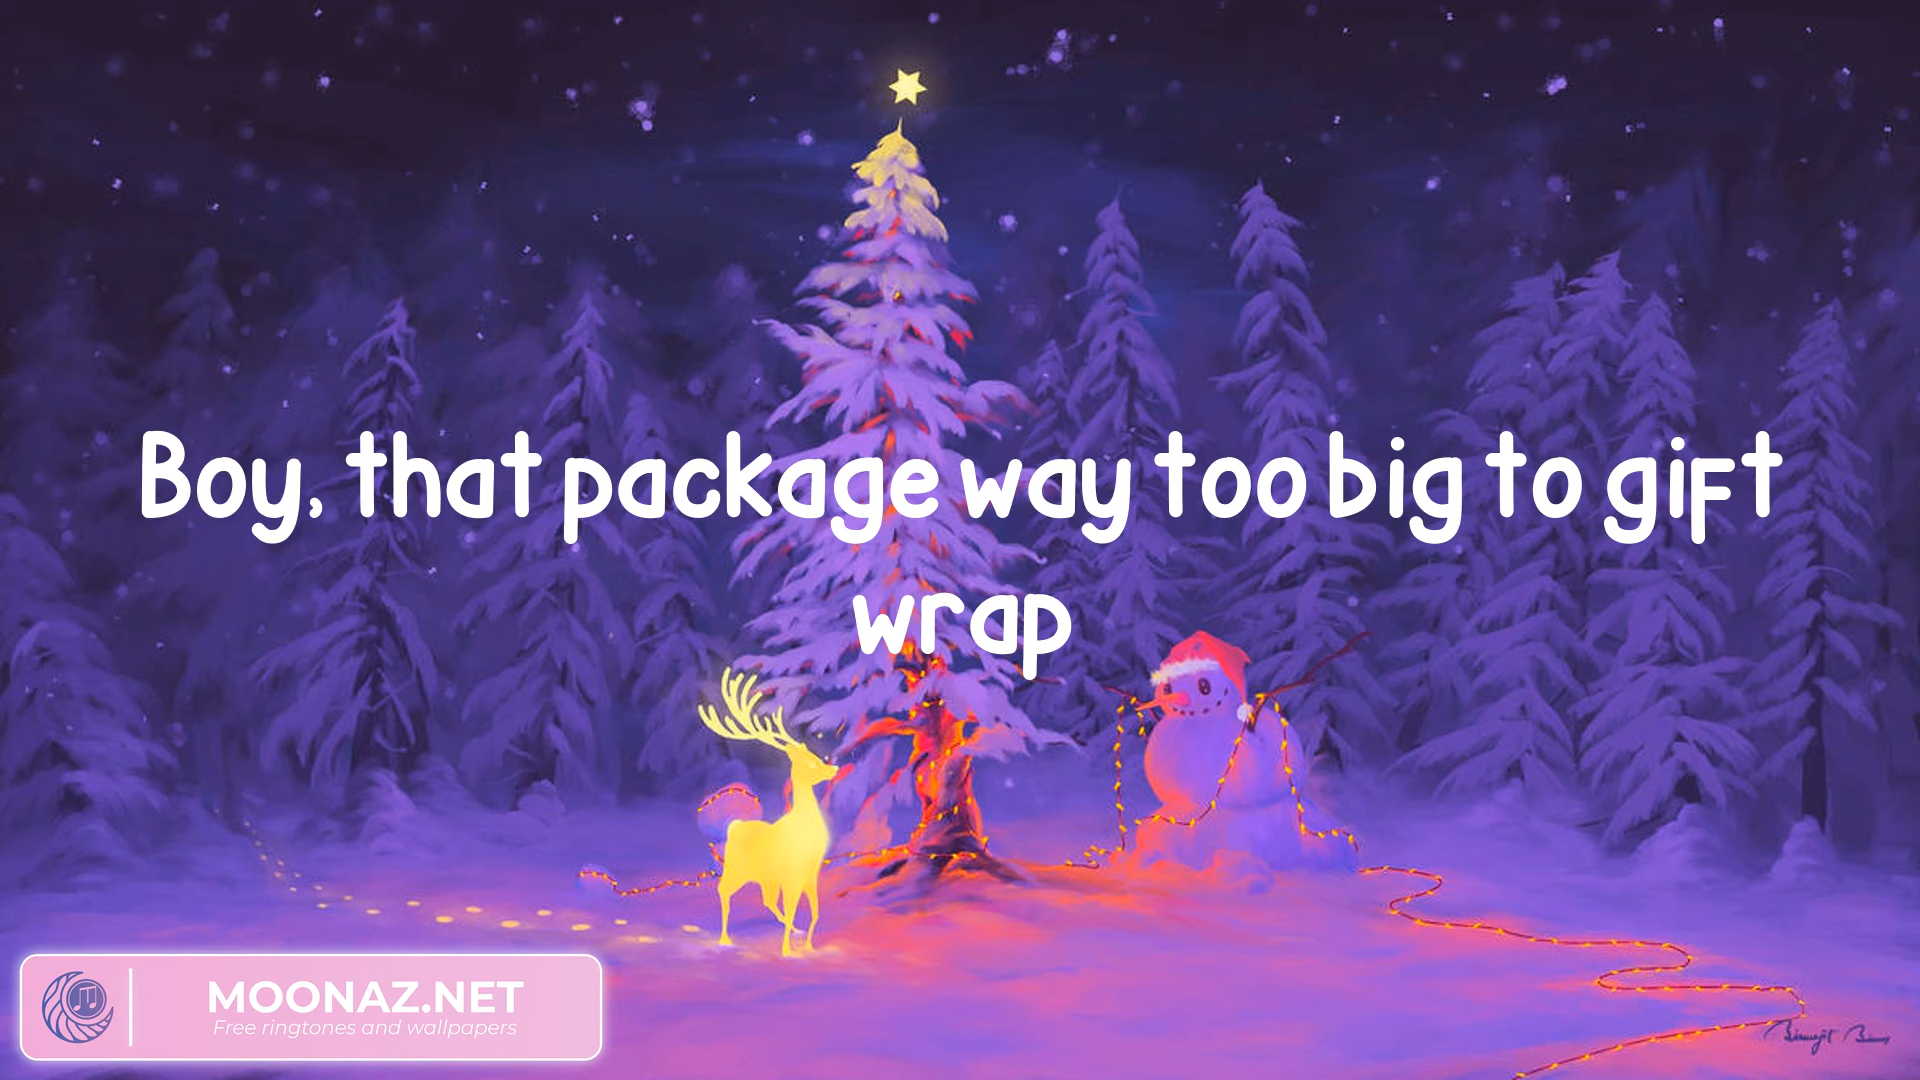 Boy, that package way too big to gift
wrap
MOONAZ.NET
Free ringtones and wallpapers